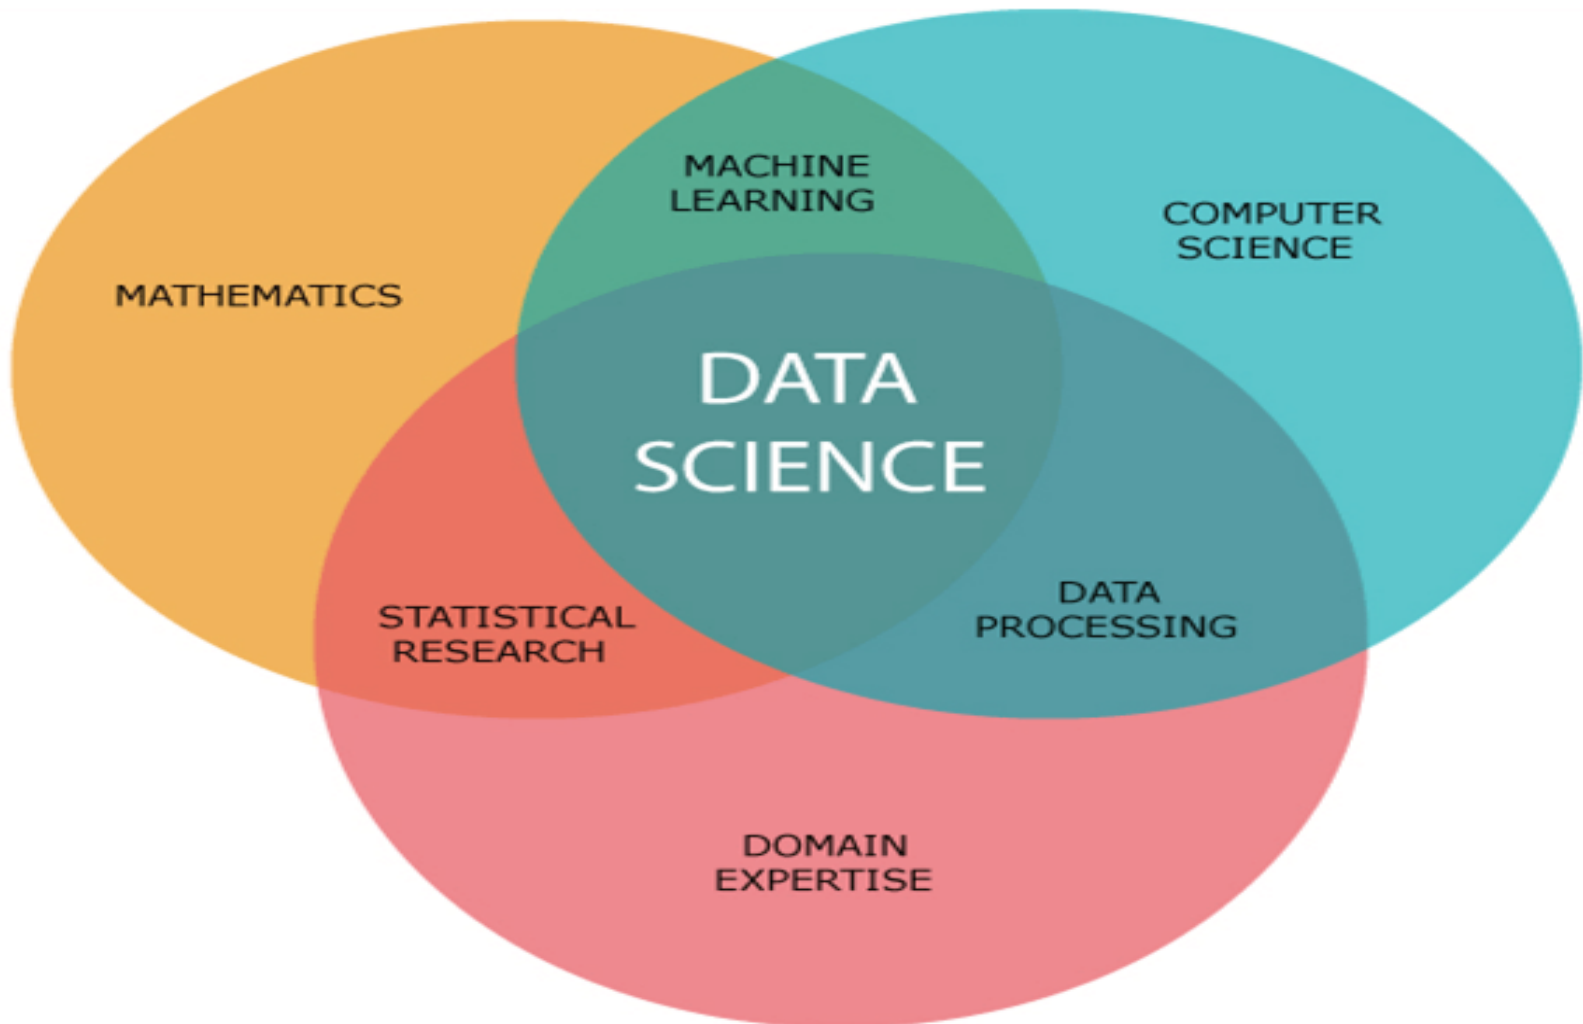 MACHINE
LEARNING
COMPUTER
SCIENCE
MATHEMATICS
DATA
SCIENCE
STATISTICAL
RESEARCH
DATA
PROCESSING
DOMAIN
EXPERTISE